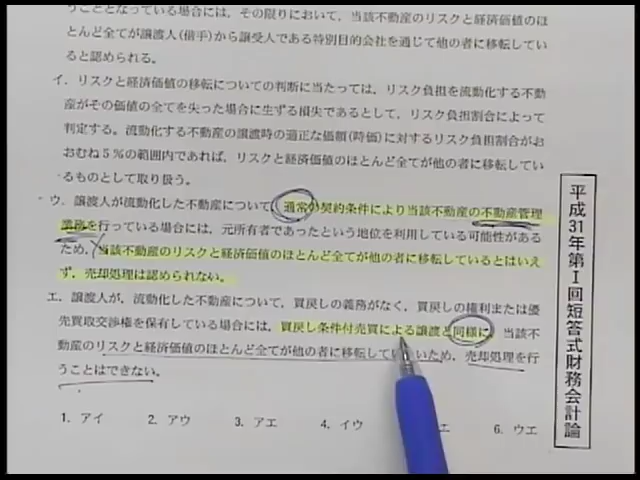 うこととなっている場合には、その限りにおいて、当該不動産のリスクと経済価値のほ
とんど全てが譲渡人(借手)から譲受人である特別目的会社を通じて他の者に移転してい
ると認められる。
イ．リスクと経済価値の移転についての判断に当たっては、リスク負担を流動化する不動
産がその価値の全てを失った場合に生ずる損失であるとして、リスク負担割合によって
判定する。流動化する不動産の譲渡時の適正な価額(時価)に対するリスク負担割合がお
おむね5％の範囲内であれば、リスクと経済価値のほとんど全てが他の者に移転してい
るものとして取り扱う。
ウ．譲渡人が流動化した不動産について、通常の契約条件により当該不動産の不動産管理
業務を行っている場合には、元所有者であったという地位を利用している可能性がある
ため、当該不動産のリスクと経済価値のほとんど全てが他の者に移転しているとはいえ
ず、売却処理は認められない。
エ．譲渡人が、流動化した不動産について、買戻しの義務がなく、買戻しの権利または優
先買取交渉権を保有している場合には、買戻し条件付売買による譲渡と同様に、当該不
動産のリスクと経済価値のほとんど全てが他の者に移転して いため、売却処理を行
うことはできない。
1．アイ 2．アウ 3．アエ 4．イウ エ 6．ウエ
平成31年第Ⅰ回短答式財務会計論